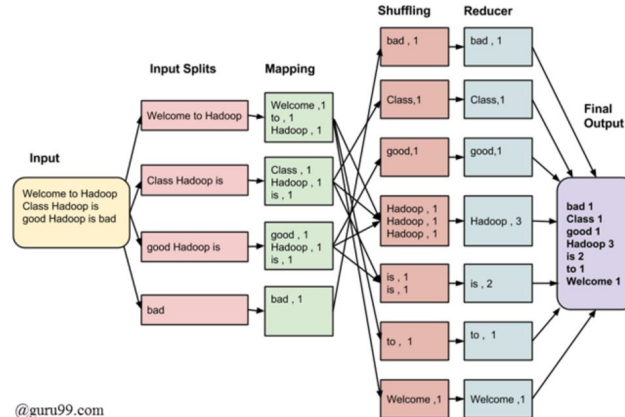 Shuffling
Reducer
bad , 1
bad , 1
Input Splits
Mapping
Welcome to Hadoop
Welcome ,1
to , 1
Hadoop , 1
Class,1
Class,1
Final
Output
Input
Welcome to Hadoop
Class Hadoop is
good Hadoop is bad
Class Hadoop is
Class , 1
Hadoop , 1
is , 1
good,1
good,1
Hadoop , 1
Hadoop , 1
Hadoop , 1
Hadoop , 3
bad 1
Class 1
good 1
Hadoop 3
is 2
to 1
Welcome 1
good Hadoop is
good , 1
Hadoop , 1
is , 1
is , 1
is , 1
is , 2
bad
bad , 1
to , 1
to , 1
Welcome ,1
Welcome ,1
@guru99.com